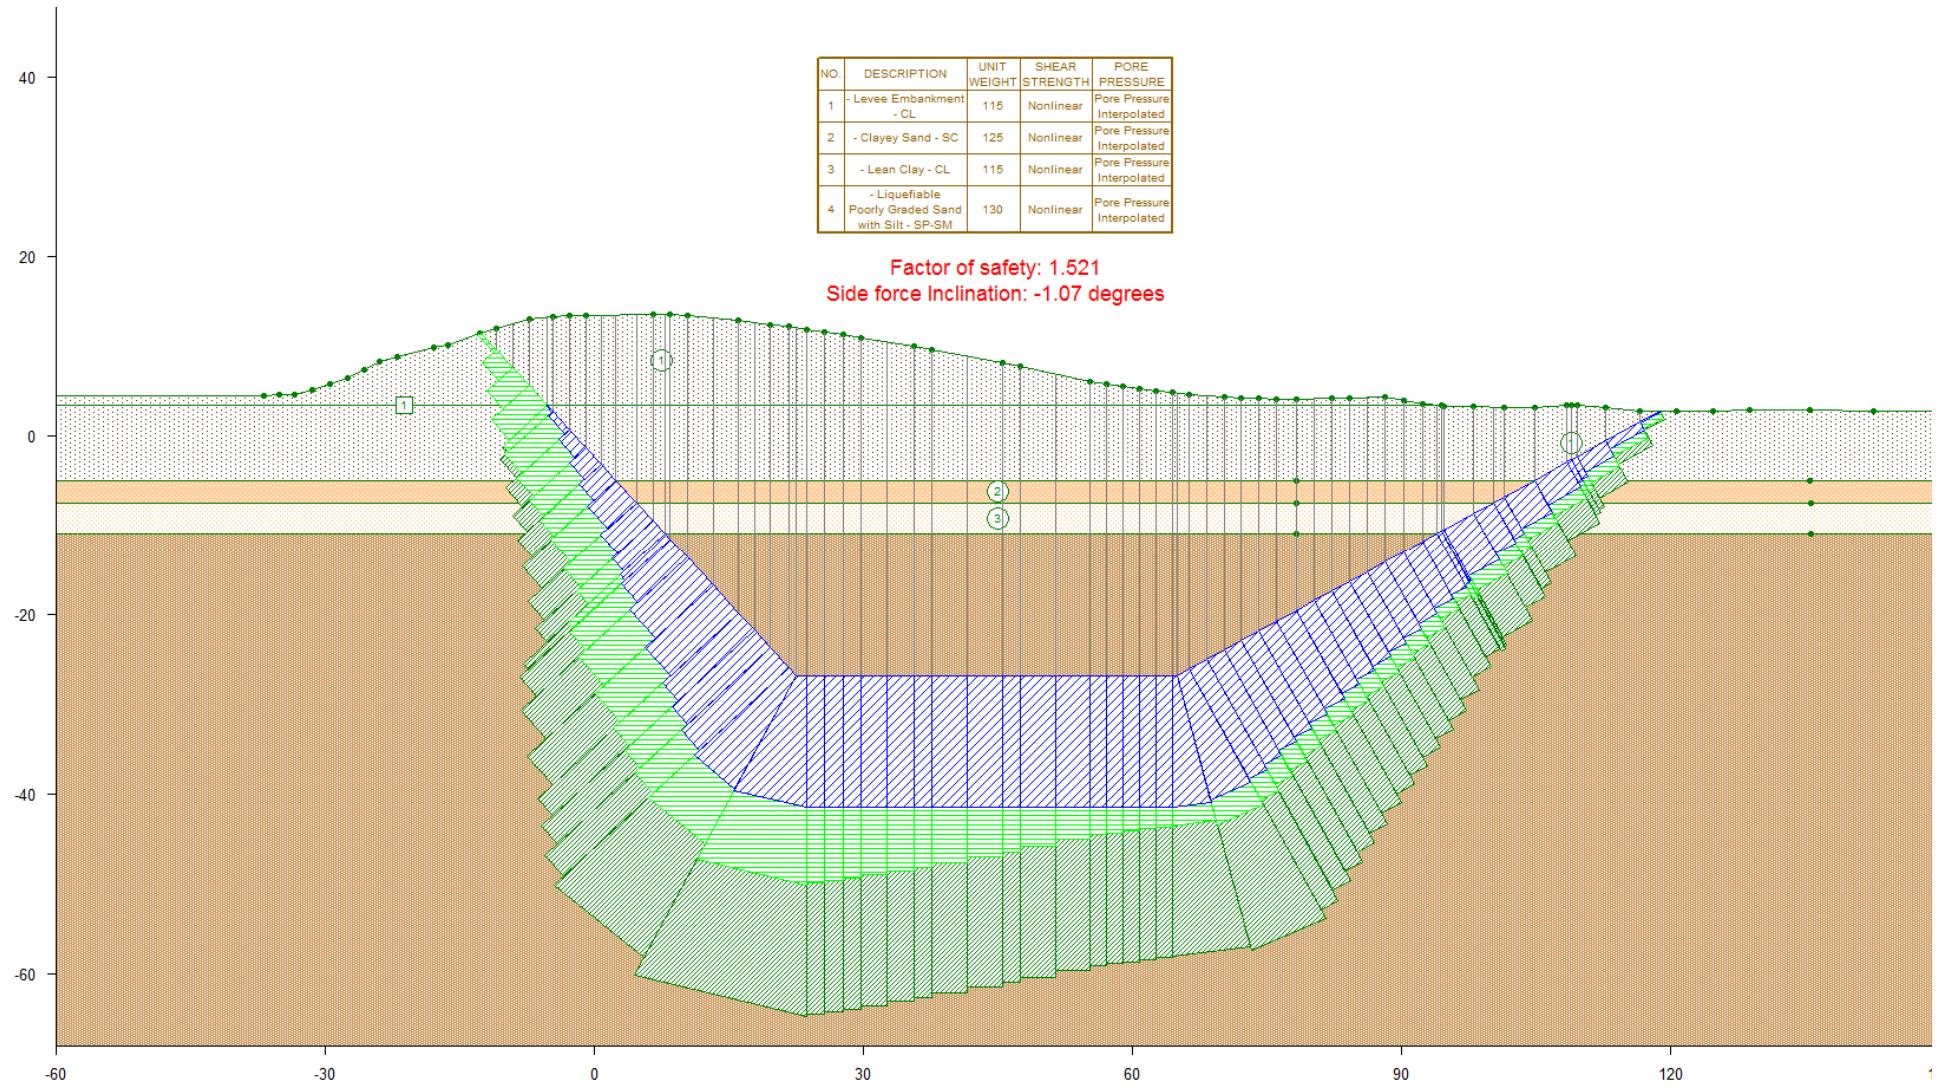 40
20
0
-20
-40
-60
-60
-30
0
30
60
90
120
NO. DESCRIPTION UNIT WEIGHT SHEAR STRENGTH PORE PRESSURE
1 - Levee Embankment - CL 115 Nonlinear Pore Pressure Interpolated
2 - Clayey Sand - SC 125 Nonlinear Pore Pressure Interpolated
3 - Lean Clay - CL 115 Nonlinear Pore Pressure Interpolated
4 - Liquefiable Poorly Graded Sand with Silt - SP-SM 130 Nonlinear Pore Pressure Interpolated
Factor of safety: 1.521
Side force Inclination: -1.07 degrees
1
1
1
2
3